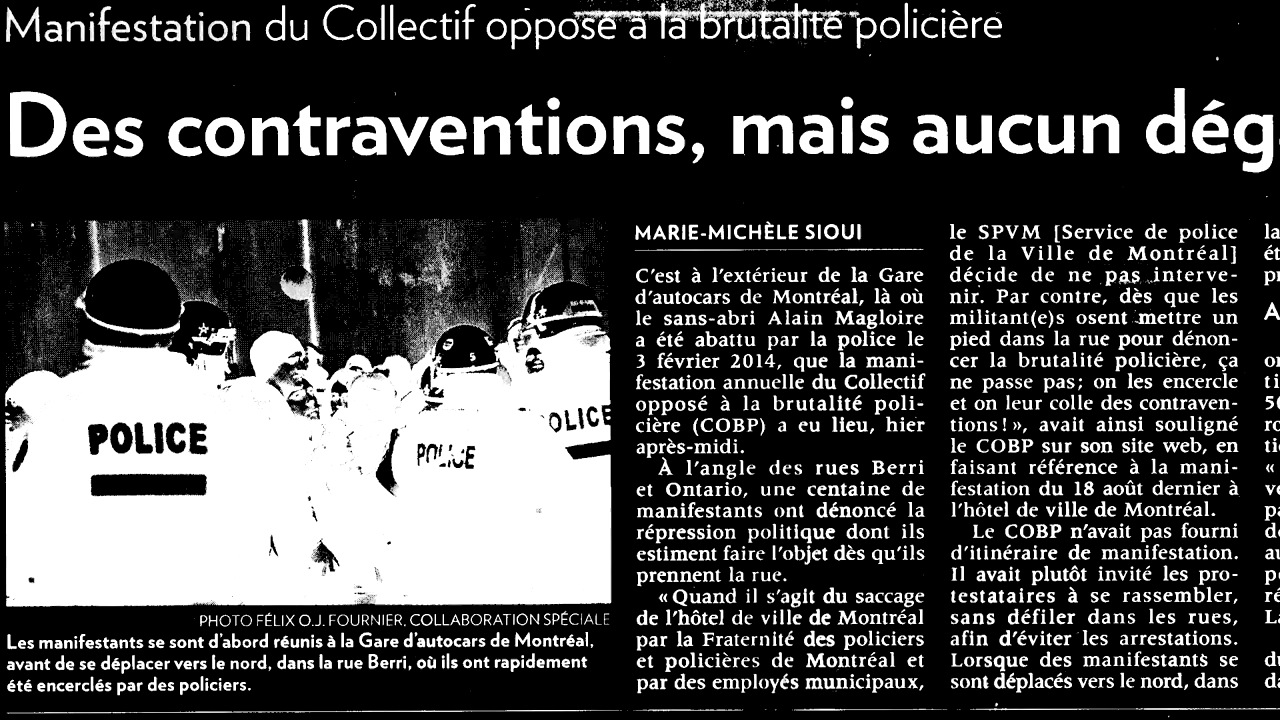 Manifestation du Collectif opposé à la brutalité policière
Des contraventions, mais aucun dég
POLICE
POLICE
OLICE
PHOTO FÉLIX O.J. FOURNIER, COLLABORATION SPÉCIALE
Les manifestants se sont d'abord réunis à la Gare d'autocars de Montréal,
avant de se déplacer vers le nord, dans la rue Berri, où ils ont rapidement
été encerclés par des policiers.
MARIE-MICHÈLE SIOUI
C'est à l'extérieur de la Gare
d'autocars de Montréal, là où
le sans-abri Alain Magloire
a été abattu par la police le
3 février 2014, que la mani-
festation annuelle du Collectif
opposé à la brutalité poli-
cière (COBP) a eu lieu, hier
après-midi.
À l'angle des rues Berri
et Ontario, une centaine de
manifestants ont dénoncé la
répression politique dont ils
estiment faire l'objet dès qu'ils
prennent la rue.
« Quand il s'agit du saccage
de l'hôtel de ville de Montréal
par la Fraternité des policiers
et policières de Montréal et
par des employés municipaux,
le SPVM [Service de police
de la Ville de Montréal]
décide de ne pas interve-
nir. Par contre, dès que les
militant(e)s osent mettre un
pied dans la rue pour dénon-
cer la brutalité policière, ça
ne passe pas; on les encercle
et on leur colle des contraven-
tions! », avait ainsi souligné
le COBP sur son site web, en
faisant référence à la mani-
festation du 18 août dernier à
l'hôtel de ville de Montréal.
Le COBP n'avait pas fourni
d'itinéraire de manifestation.
Il avait plutôt invité les pro-
testataires à se rassembler,
sans défiler dans les rues,
afin d'éviter les arrestations.
Lorsque des manifestants se
sont déplacés vers le nord, dans